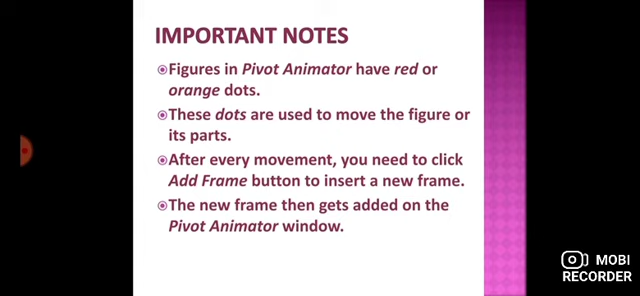 IMPORTANT NOTES
Figures in Pivot Animator have red or
orange dots.
These dots are used to move the figure or
its parts.
After every movement, you need to click
Add Frame button to insert a new frame.
The new frame then gets added on the
Pivot Animator window.
MOBI
RECORDER